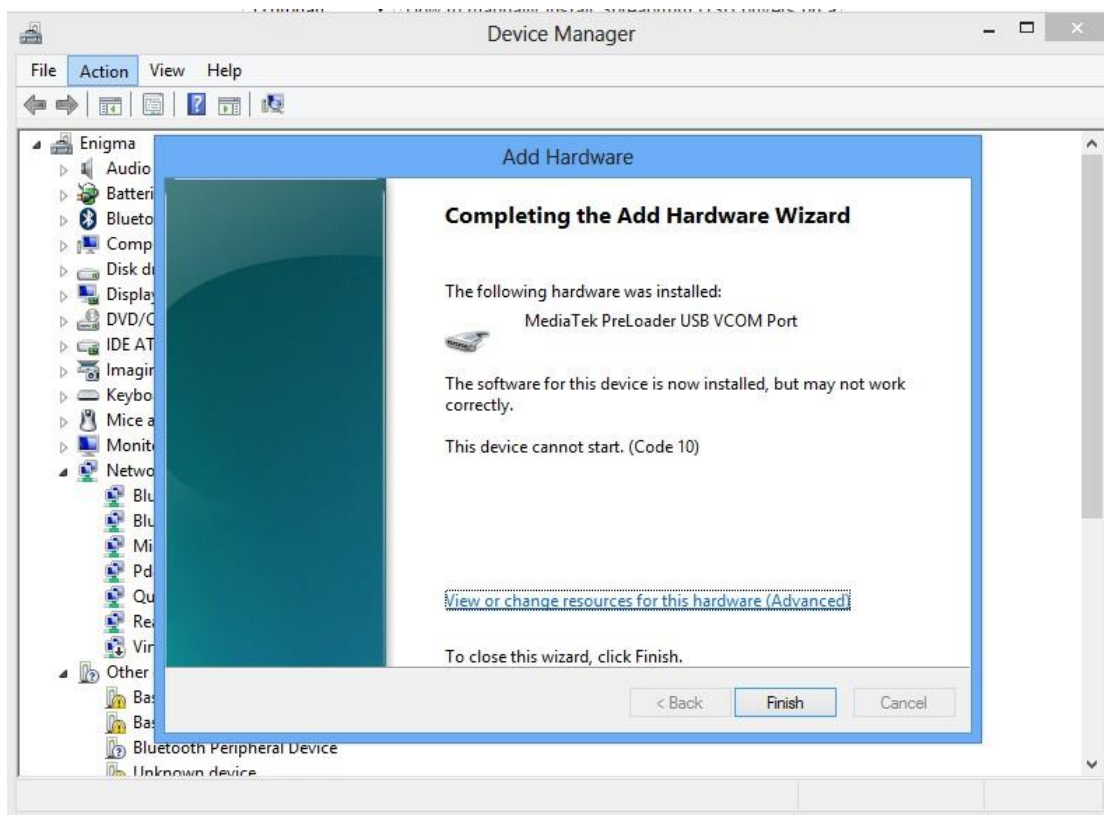 Device Manager
File Action View Help
Enigma
Add Hardware
Audio
Batteri
Blueto
Comp
Disk d
Display
DVD/C
IDE AT
Imagin
Keybo
Mice a
Monit
Netwo
Blu
Blu
Mi
Pd
Qu
Rea
Vir
Other
Bas
Bas
Bluetooth Peripheral Device
Unknown device
Completing the Add Hardware Wizard
The following hardware was installed:
MediaTek PreLoader USB VCOM Port
The software for this device is now installed, but may not work
correctly.
This device cannot start. (Code 10)
View or change resources for this hardware (Advanced)
To close this wizard, click Finish.
< Back Finish Cancel